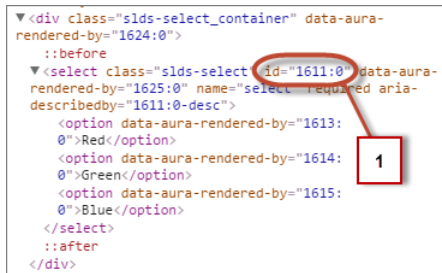 ▼<div class="slds-select_container" data-aura-
rendered-by="1624:0">
::before
▼<select class="slds-select" id="1611:0" data-aura-
rendered-by="1625:0" name="select" required aria-
describedby="1611:0-desc">
<option data-aura-rendered-by="1613:
0">Red</option>
<option data-aura-rendered-by="1614:
0">Green</option>
<option data-aura-rendered-by="1615:
0">Blue</option>
</select>
::after
</div>
1